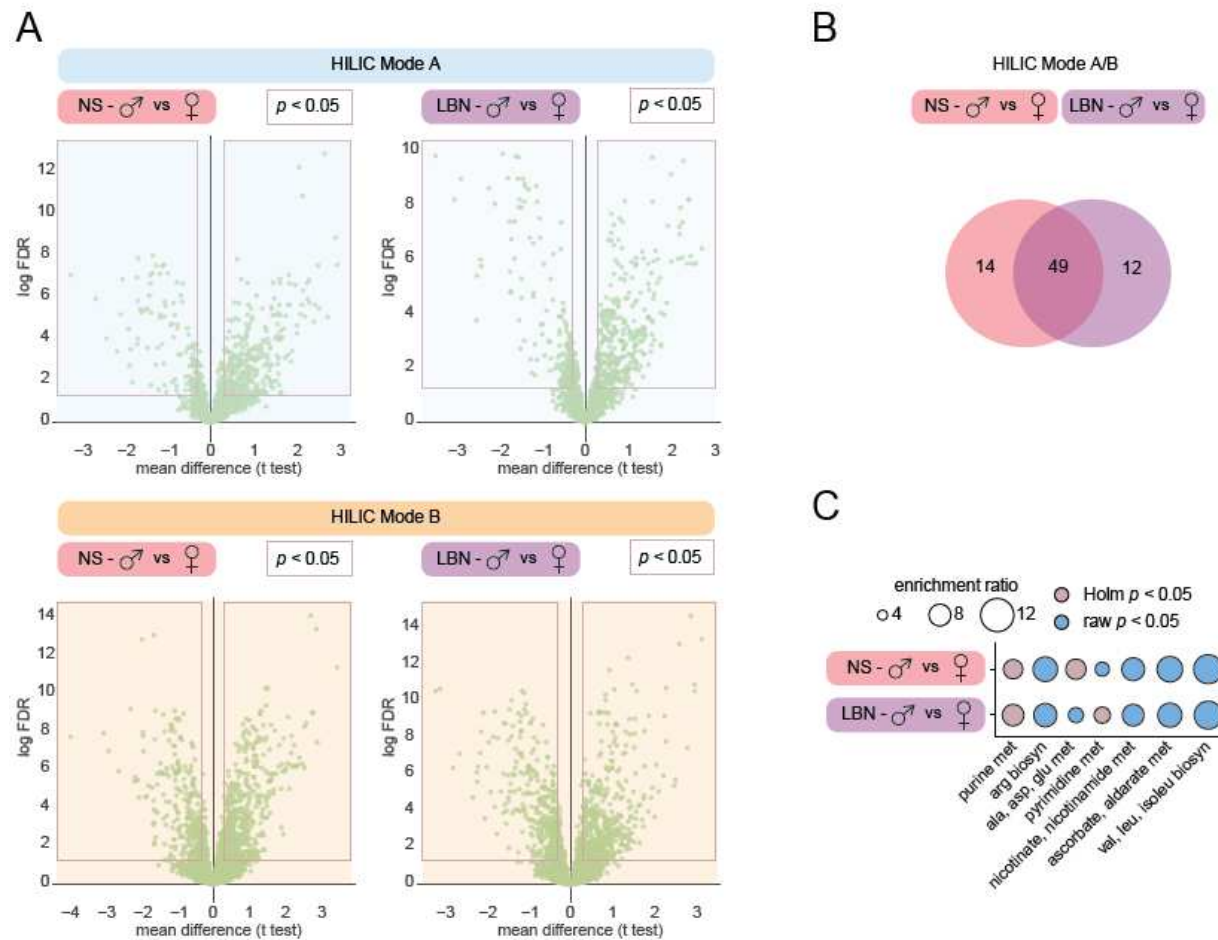 A
HILIC Mode A
NS - ♂ vs ♀
p < 0.05
LBN - ♂ vs ♀
p < 0.05
log FDR
12
10
8
6
4
2
0
−3 −2 −1 0 1 2 3
mean difference (t test)
log FDR
10
8
6
4
2
0
−3 −2 −1 0 1 2 3
mean difference (t test)
HILIC Mode B
NS - ♂ vs ♀
p < 0.05
LBN - ♂ vs ♀
p < 0.05
log FDR
14
12
10
8
6
4
2
0
−4 −3 −2 −1 0 1 2 3
mean difference (t test)
log FDR
14
12
10
8
6
4
2
0
−3 −2 −1 0 1 2 3
mean difference (t test)
B
HILIC Mode A/B
NS - ♂ vs ♀
LBN - ♂ vs ♀
14 49 12
C
enrichment ratio
4 8 12
Holm p < 0.05
raw p < 0.05
NS - ♂ vs ♀
LBN - ♂ vs ♀
purine met
arg biosyn
ala, asp, glu met
pyrimidine met
nicotinate, nicotinamide met
ascorbate, aldarate met
val, leu, isoleu biosyn